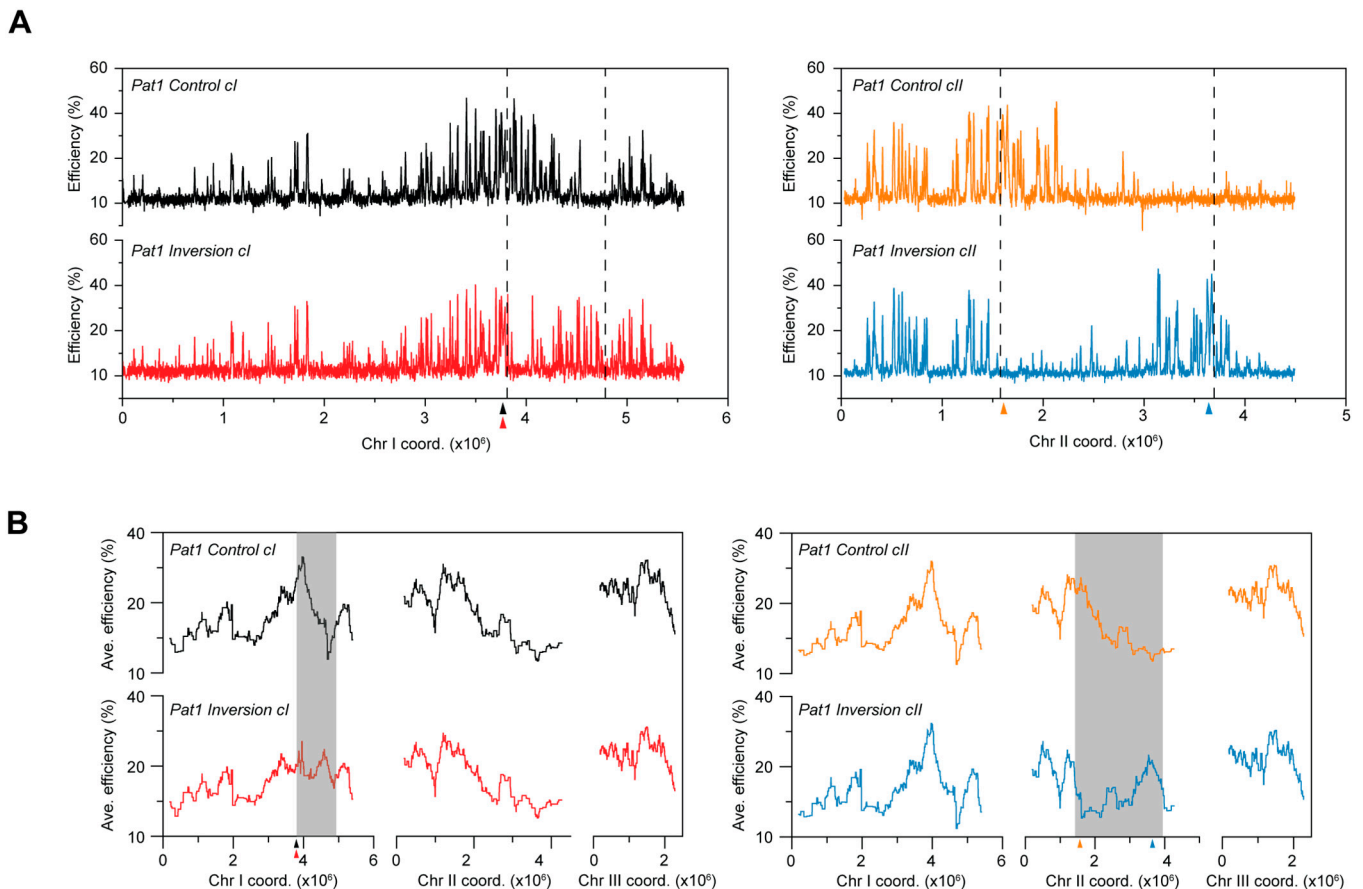 A
Pat1 Control cI
Efficiency (%)
60
40
20
10
Pat1 Inversion cI
Efficiency (%)
60
40
20
10
0 1 2 3 4 5 6
Chr I coord. (x10⁶)
Pat1 Control cII
Efficiency (%)
60
40
20
10
Pat1 Inversion cII
Efficiency (%)
60
40
20
10
0 1 2 3 4 5
Chr II coord. (x10⁶)
B
Pat1 Control cI
Ave. efficiency (%)
40
20
10
Pat1 Inversion cI
Ave. efficiency (%)
40
20
10
0 2 4 6 0 2 4 0 2
Chr I coord. (x10⁶) Chr II coord. (x10⁶) Chr III coord. (x10⁶)
Pat1 Control cII
Ave. efficiency (%)
40
20
10
Pat1 Inversion cII
Ave. efficiency (%)
40
20
10
0 2 4 6 0 2 4 0 2
Chr I coord. (x10⁶) Chr II coord. (x10⁶) Chr III coord. (x10⁶)